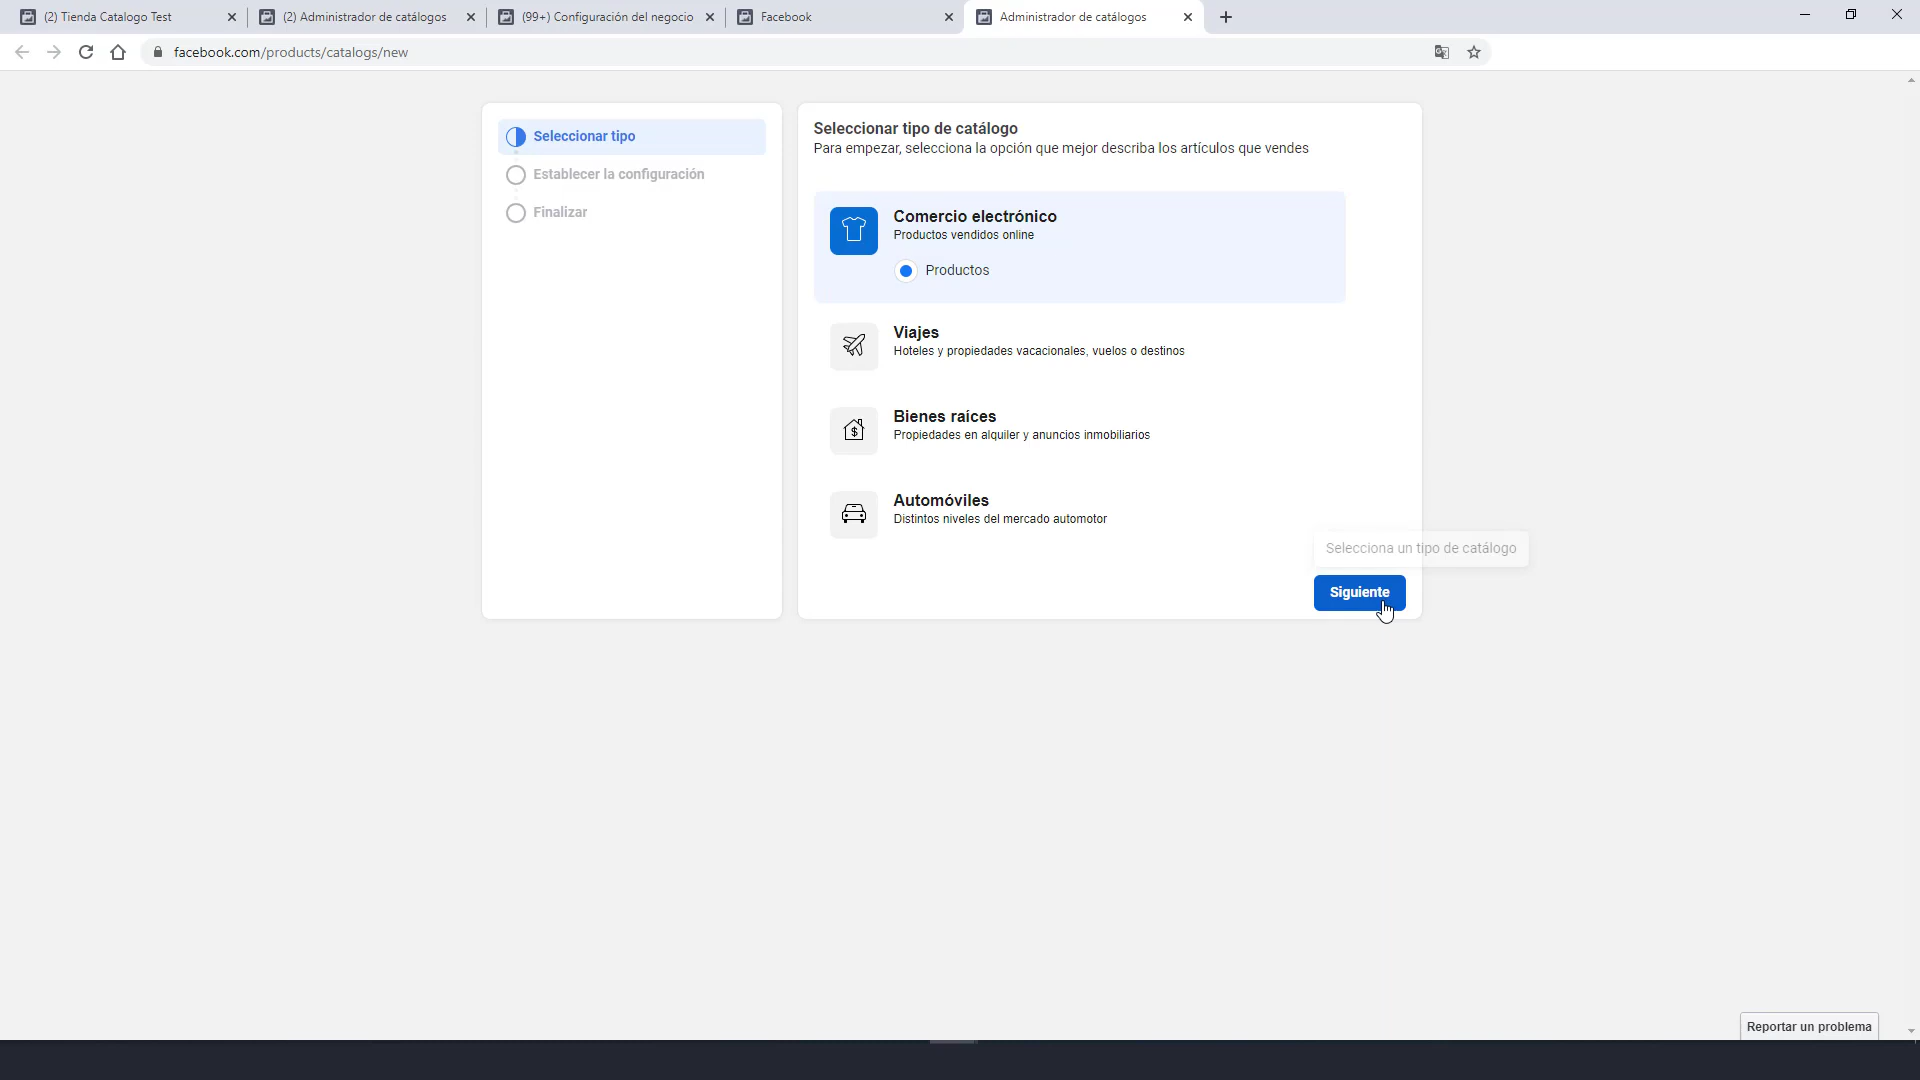 (2) Tienda Catalogo Test
(2) Administrador de catálogos
(99+) Configuración del negocio
Facebook
Administrador de catálogos
facebook.com/products/catalogs/new
Seleccionar tipo
Establecer la configuración
Finalizar
Seleccionar tipo de catálogo
Para empezar, selecciona la opción que mejor describa los artículos que vendes
Comercio electrónico
Productos vendidos online
Productos
Viajes
Hoteles y propiedades vacacionales, vuelos o destinos
Bienes raíces
Propiedades en alquiler y anuncios inmobiliarios
Automóviles
Distintos niveles del mercado automotor
Selecciona un tipo de catálogo
Siguiente
Reportar un problema